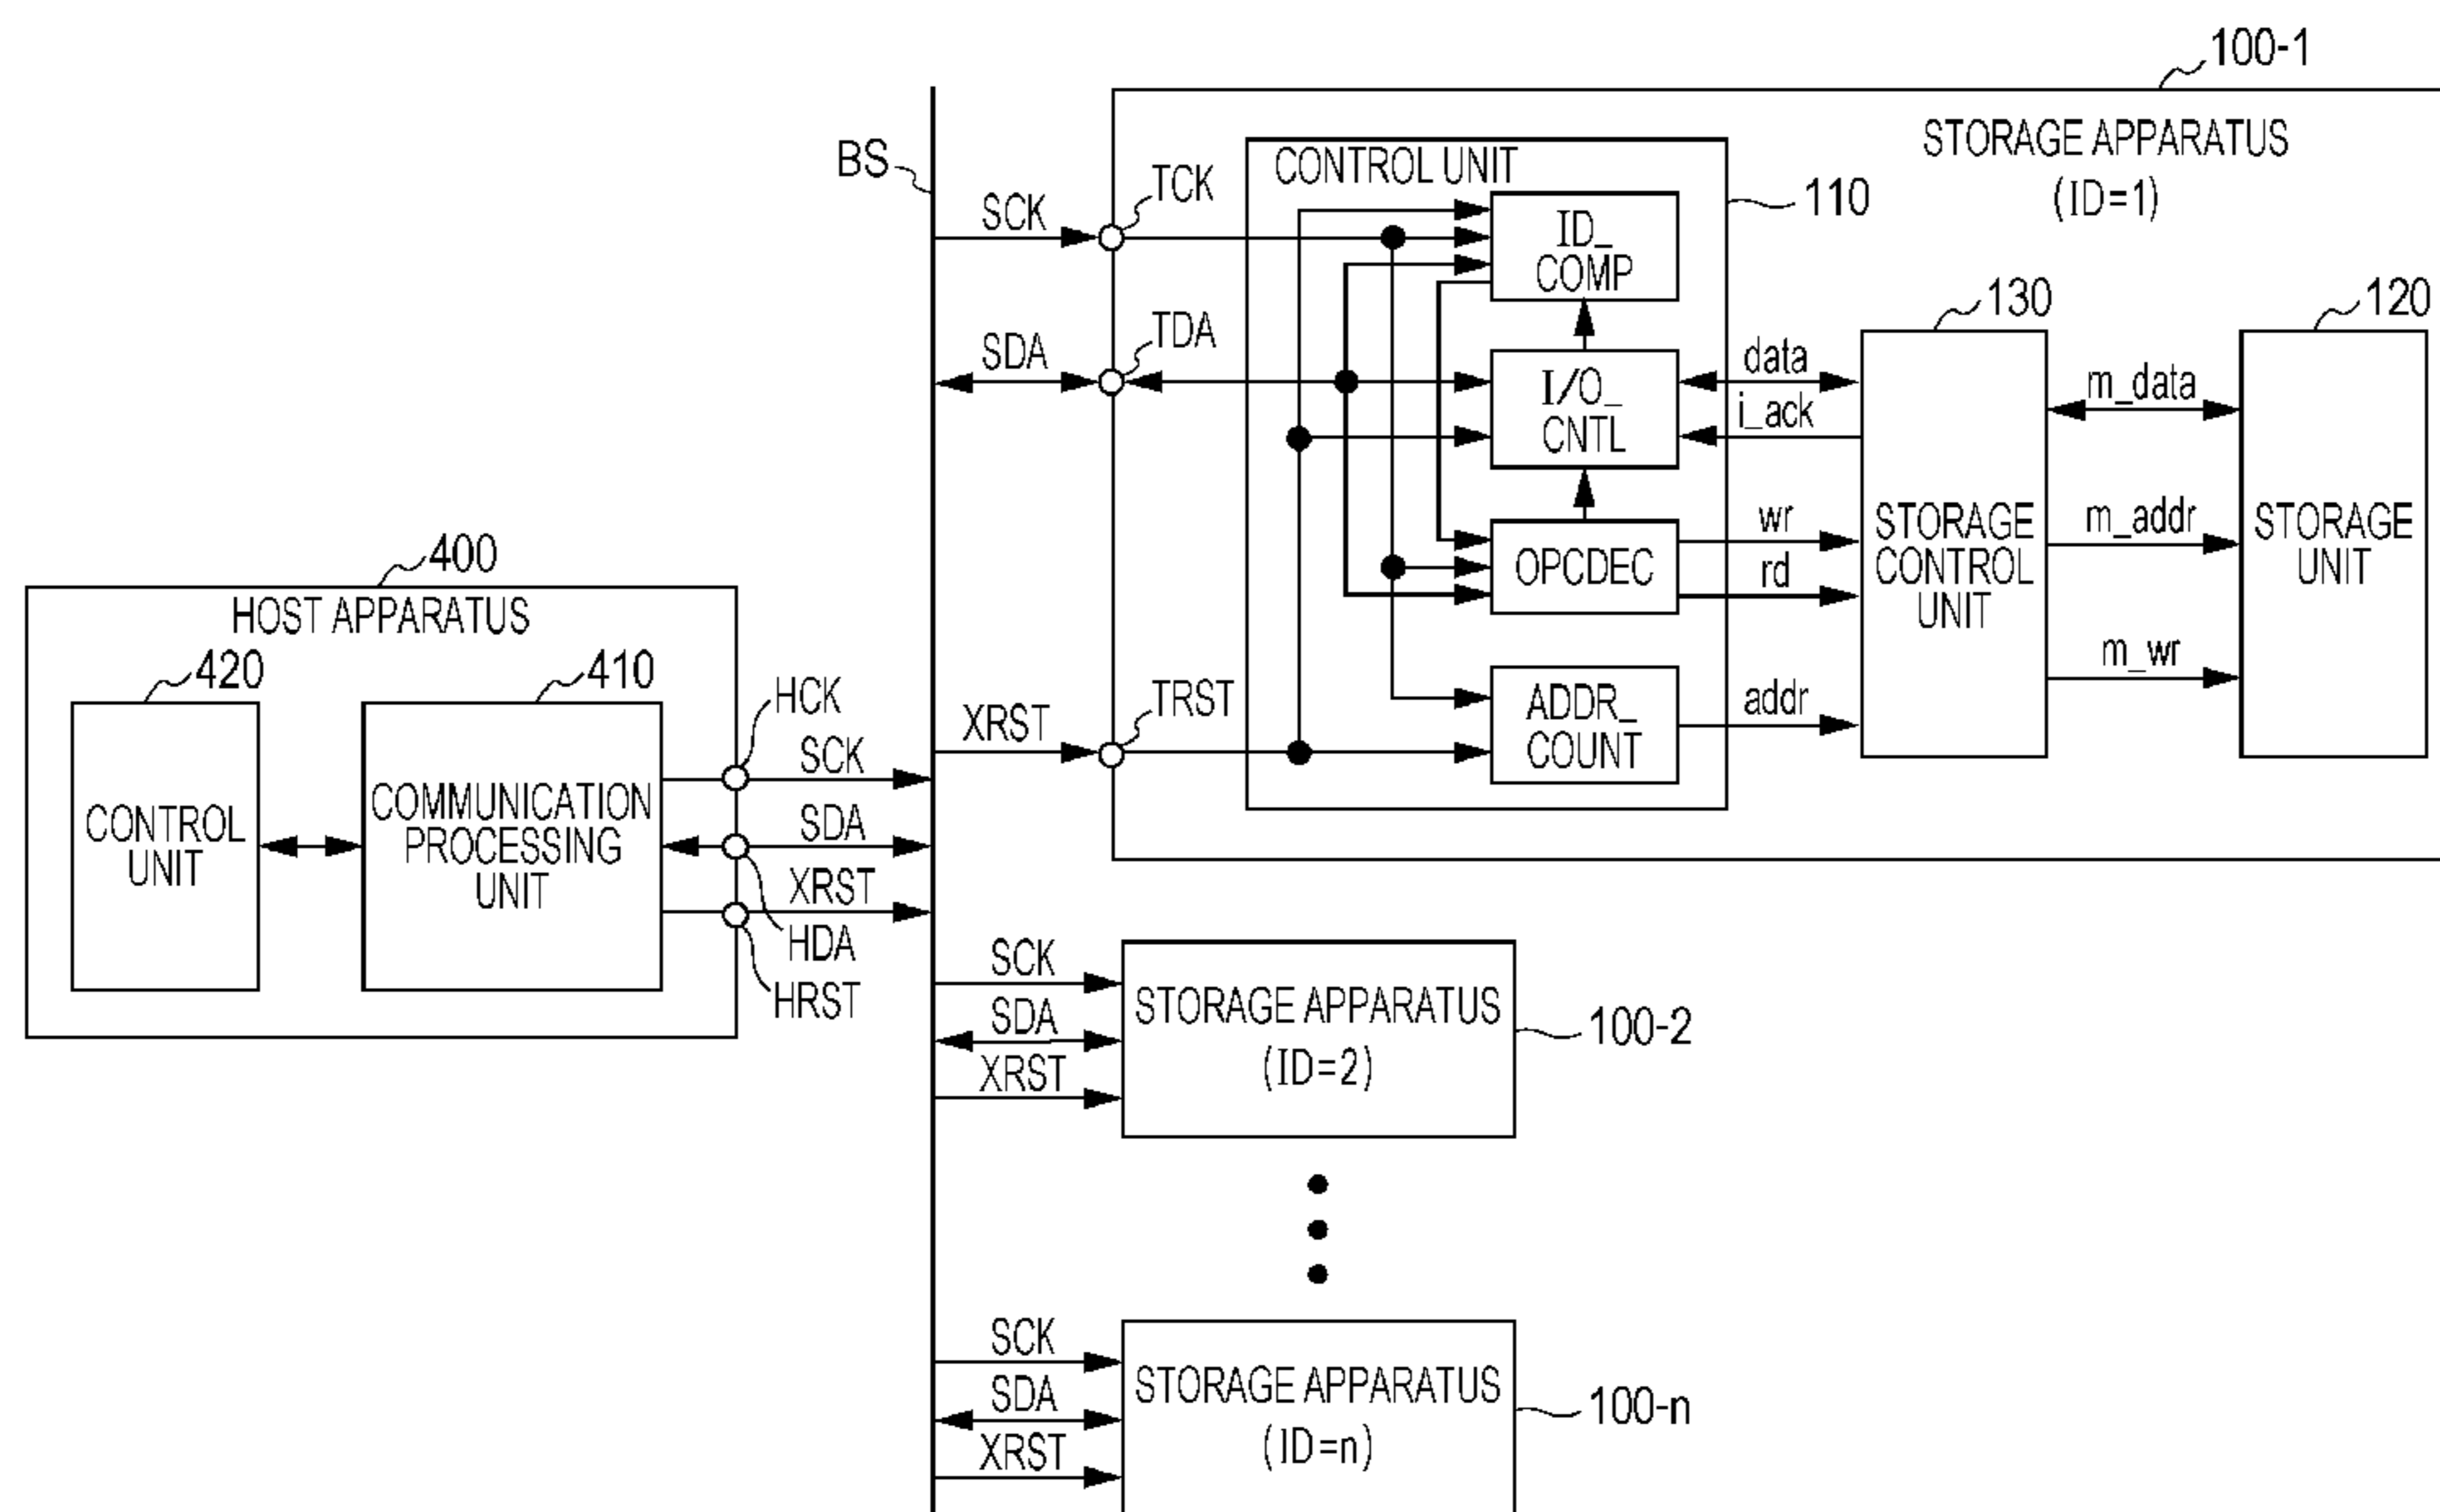 100-1
STORAGE APPARATUS
(ID=1)
BS
SCK
TCK
CONTROL UNIT
110
ID_
COMP
SDA
TDA
I/O_
CNTL
data
i_ack
130
120
m_data
OPCDEC
wr
rd
STORAGE
CONTROL
UNIT
m_addr
m_wr
STORAGE
UNIT
XRST
TRST
ADDR_
COUNT
addr
400
HOST APPARATUS
420
410
CONTROL
UNIT
COMMUNICATION
PROCESSING
UNIT
HCK
SCK
SDA
XRST
HDA
HRST
SCK
SDA
XRST
STORAGE APPARATUS
(ID=2)
100-2
SCK
SDA
XRST
STORAGE APPARATUS
(ID=n)
100-n